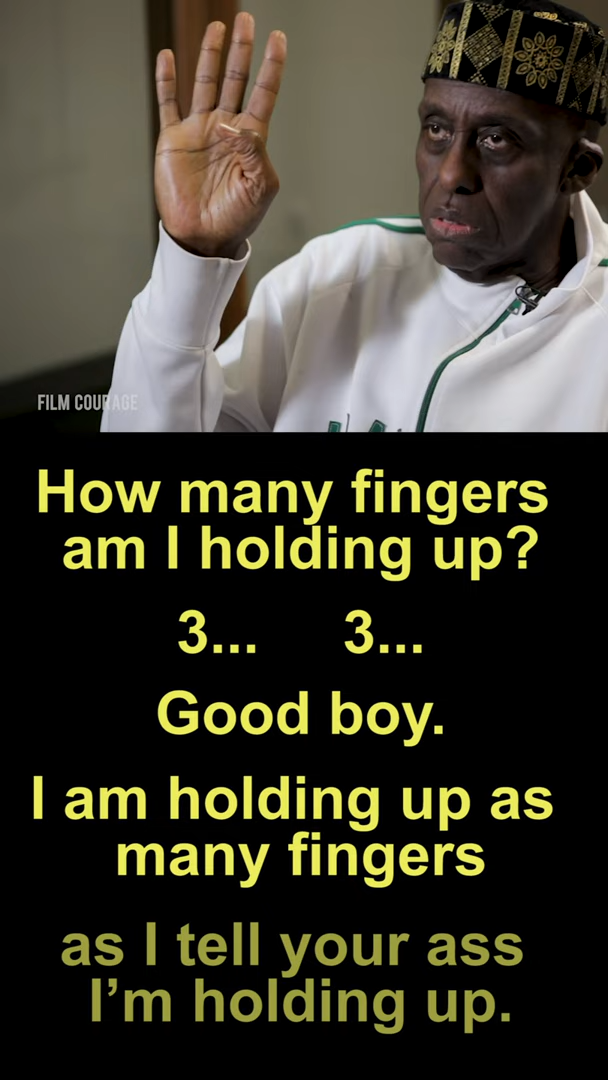 FILM COURAGE
How many fingers
am I holding up?
3... 3...
Good boy.
I am holding up as
many fingers
as I tell your ass
I’m holding up.